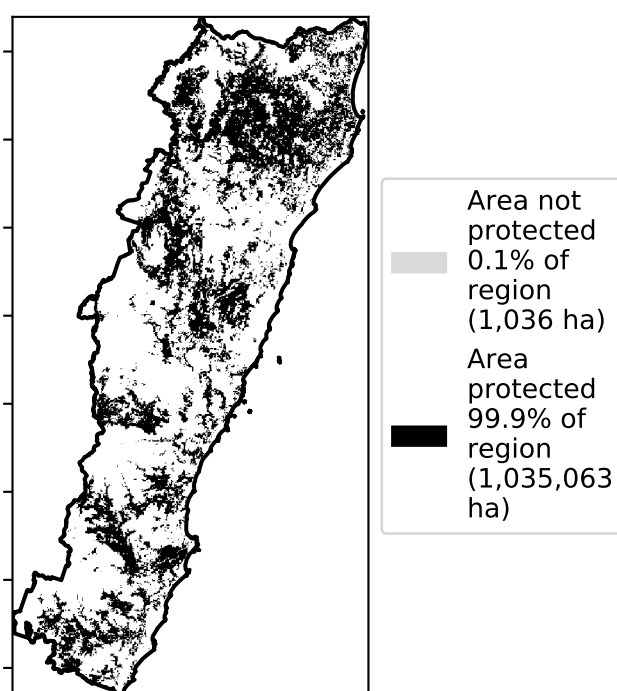 Area not
protected
0.1% of
region
(1,036 ha)
Area
protected
99.9% of
region
(1,035,063
ha)